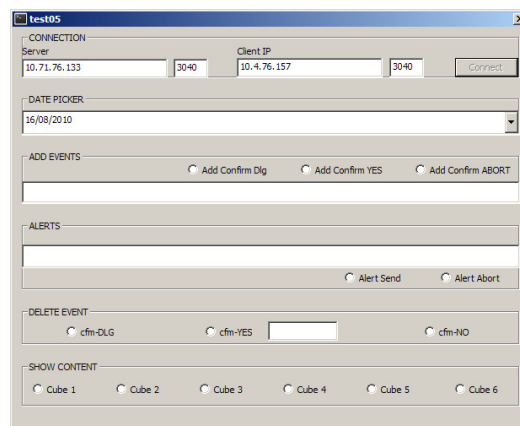 test05
CONNECTION
Server Client IP
10.71.76.133 3040 10.4.76.157 3040 Connect
DATE PICKER
16/08/2010
ADD EVENTS
Add Confirm Dlg Add Confirm YES Add Confirm ABORT
ALERTS
Alert Send Alert Abort
DELETE EVENT
cfm-DLG cfm-YES cfm-NO
SHOW CONTENT
Cube 1 Cube 2 Cube 3 Cube 4 Cube 5 Cube 6